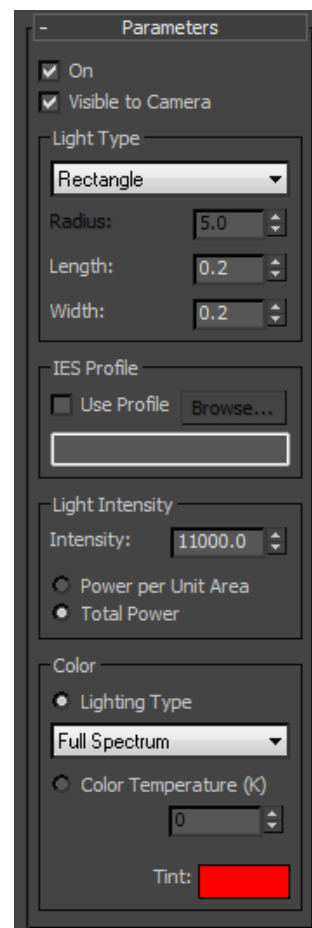 - Parameters
On
Visible to Camera
Light Type
Rectangle
Radius: 5.0
Length: 0.2
Width: 0.2
IES Profile
Use Profile Browse...
Light Intensity
Intensity: 11000.0
Power per Unit Area
Total Power
Color
Lighting Type
Full Spectrum
Color Temperature (K)
0
Tint: